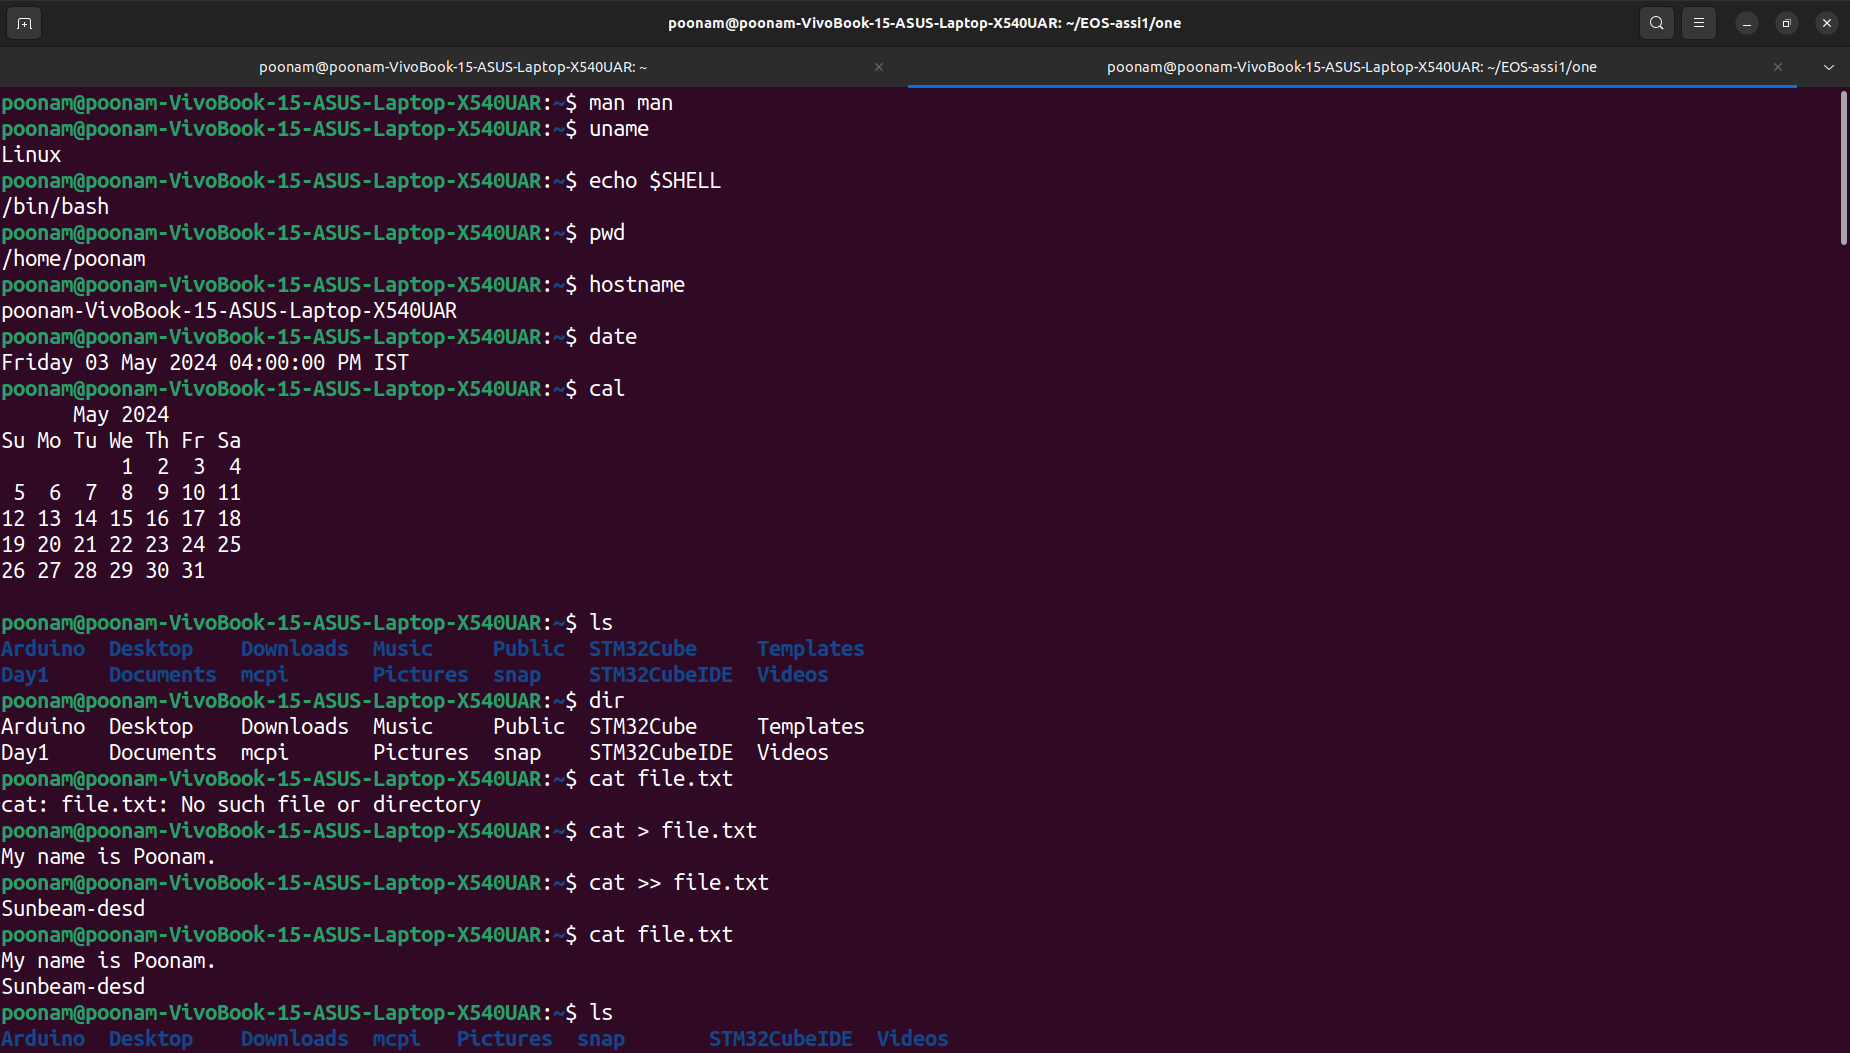 poonam@poonam-VivoBook-15-ASUS-Laptop-X540UAR: ~/EOS-assi1/one
poonam@poonam-VivoBook-15-ASUS-Laptop-X540UAR: ~ poonam@poonam-VivoBook-15-ASUS-Laptop-X540UAR: ~/EOS-assi1/one
poonam@poonam-VivoBook-15-ASUS-Laptop-X540UAR:~$ man man
poonam@poonam-VivoBook-15-ASUS-Laptop-X540UAR:~$ uname
Linux
poonam@poonam-VivoBook-15-ASUS-Laptop-X540UAR:~$ echo $SHELL
/bin/bash
poonam@poonam-VivoBook-15-ASUS-Laptop-X540UAR:~$ pwd
/home/poonam
poonam@poonam-VivoBook-15-ASUS-Laptop-X540UAR:~$ hostname
poonam-VivoBook-15-ASUS-Laptop-X540UAR
poonam@poonam-VivoBook-15-ASUS-Laptop-X540UAR:~$ date
Friday 03 May 2024 04:00:00 PM IST
poonam@poonam-VivoBook-15-ASUS-Laptop-X540UAR:~$ cal
      May 2024
Su Mo Tu We Th Fr Sa
          1  2  3  4
 5  6  7  8  9 10 11
12 13 14 15 16 17 18
19 20 21 22 23 24 25
26 27 28 29 30 31
poonam@poonam-VivoBook-15-ASUS-Laptop-X540UAR:~$ ls
Arduino  Desktop    Downloads  Music     Public  STM32Cube     Templates
Day1     Documents  mcpi       Pictures  snap    STM32CubeIDE  Videos
poonam@poonam-VivoBook-15-ASUS-Laptop-X540UAR:~$ dir
Arduino  Desktop    Downloads  Music     Public  STM32Cube     Templates
Day1     Documents  mcpi       Pictures  snap    STM32CubeIDE  Videos
poonam@poonam-VivoBook-15-ASUS-Laptop-X540UAR:~$ cat file.txt
cat: file.txt: No such file or directory
poonam@poonam-VivoBook-15-ASUS-Laptop-X540UAR:~$ cat > file.txt
My name is Poonam.
poonam@poonam-VivoBook-15-ASUS-Laptop-X540UAR:~$ cat >> file.txt
Sunbeam-desd
poonam@poonam-VivoBook-15-ASUS-Laptop-X540UAR:~$ cat file.txt
My name is Poonam.
Sunbeam-desd
poonam@poonam-VivoBook-15-ASUS-Laptop-X540UAR:~$ ls
Arduino  Desktop    Downloads  mcpi   Pictures  snap       STM32CubeIDE  Videos